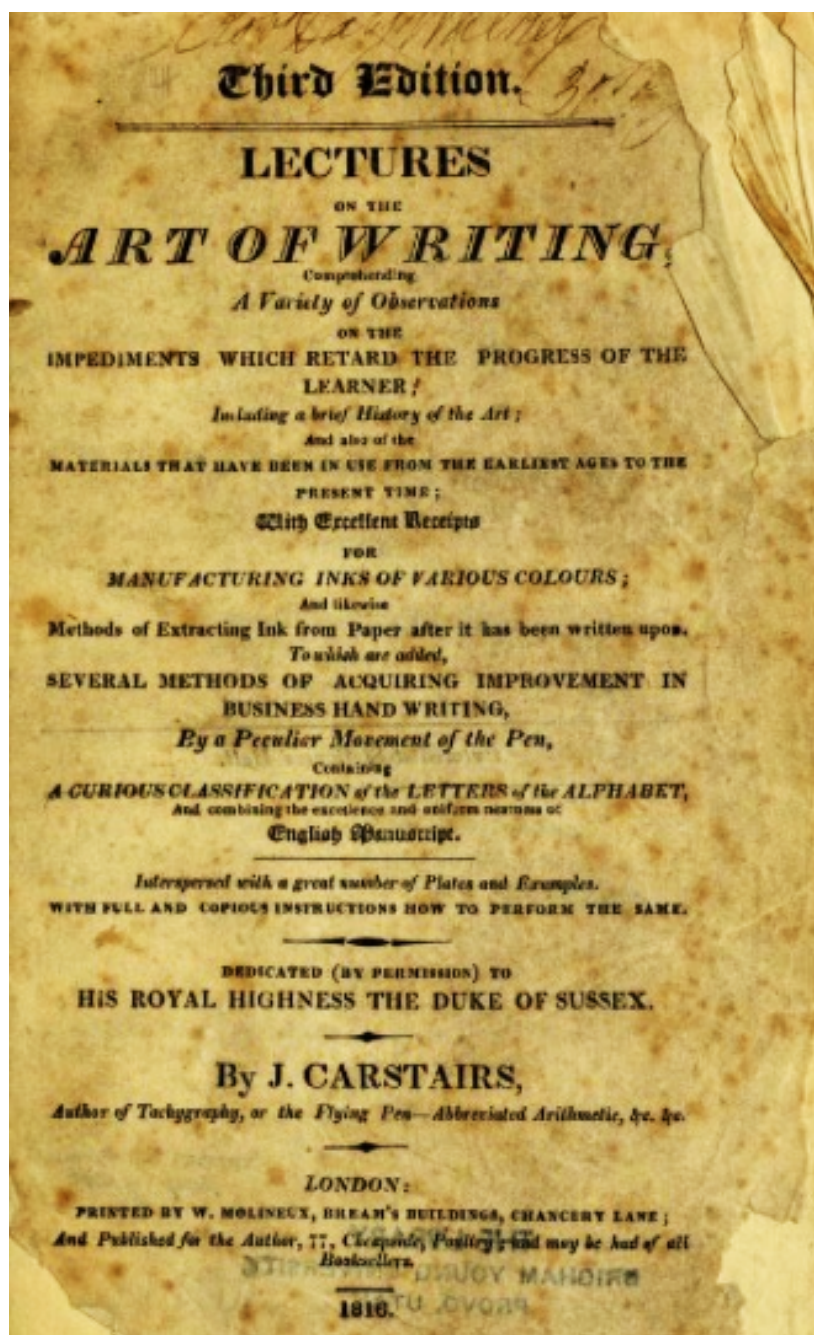 Third Edition.
LECTURES
ON THE
ART OF WRITING,
Comprehending
A Variety of Observations
ON THE
IMPEDIMENTS WHICH RETARD THE PROGRESS OF THE
LEARNER!
Including a brief History of the Art;
And also of the
MATERIALS THAT HAVE BEEN IN USE FROM THE EARLIEST AGES TO THE
PRESENT TIME;
With Excellent Receipts
FOR
MANUFACTURING INKS OF VARIOUS COLOURS;
And likewise
Methods of Extracting Ink from Paper after it has been written upon.
To which are added,
SEVERAL METHODS OF ACQUIRING IMPROVEMENT IN
BUSINESS HAND WRITING,
By a Peculiar Movement of the Pen,
Containing
A CURIOUS CLASSIFICATION of the LETTERS of the ALPHABET,
And combining the excellence and uniform neatness of
English Manuscript.
Interspersed with a great number of Plates and Examples.
WITH FULL AND COPIOUS INSTRUCTIONS HOW TO PERFORM THE SAME.
DEDICATED (BY PERMISSION) TO
HIS ROYAL HIGHNESS THE DUKE OF SUSSEX.
By J. CARSTAIRS,
Author of Tachygraphy, or the Flying Pen—Abbreviated Arithmetic, &c. &c.
LONDON:
PRINTED BY W. MOLINEUX, BREAM'S BUILDINGS, CHANCERY LANE;
And Published for the Author, 77, Cheapside, Poultry; and may be had of all
Booksellers.
BRIGHAM YOUNG UNIVERSITY
PROVO, UTAH
1816.